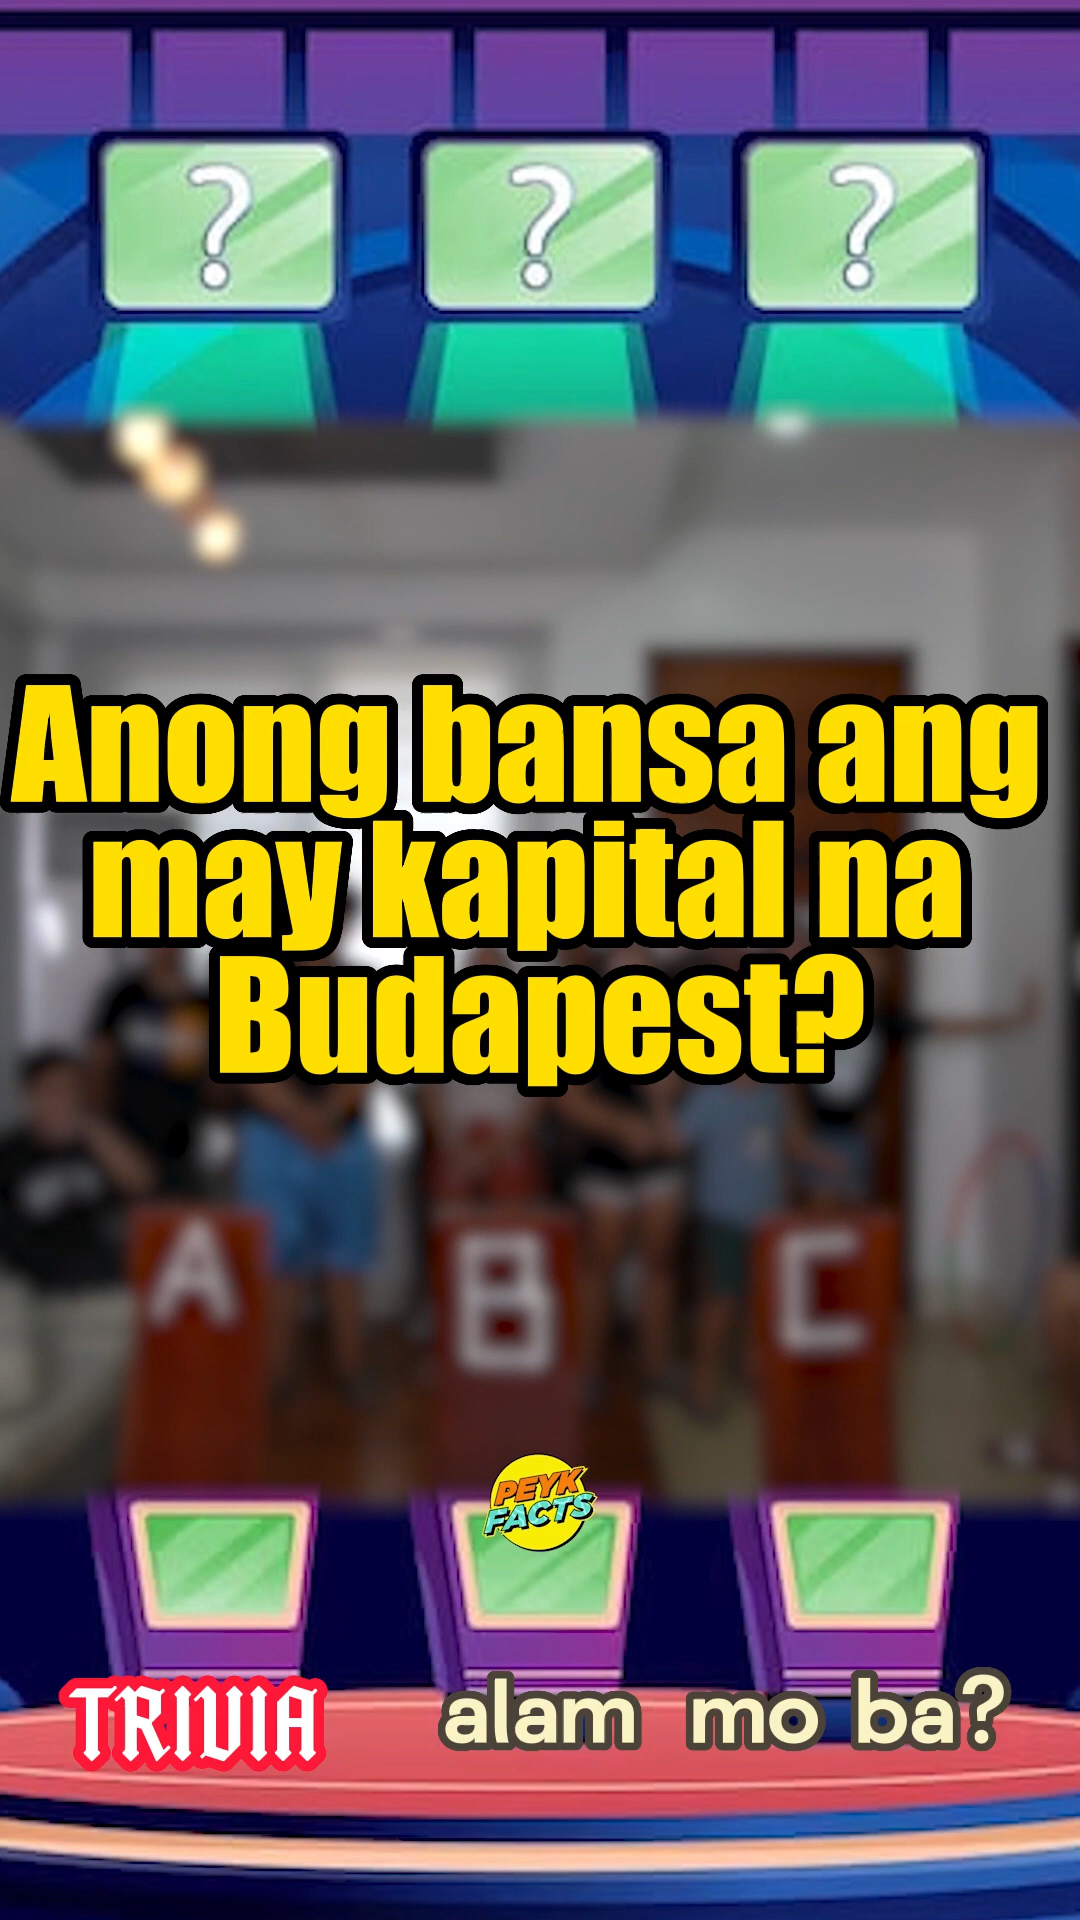 ? ? ?
Anong bansa ang
may kapital na
Budapest?
A B C
PEYK
FACTS
TRIVIA alam mo ba?